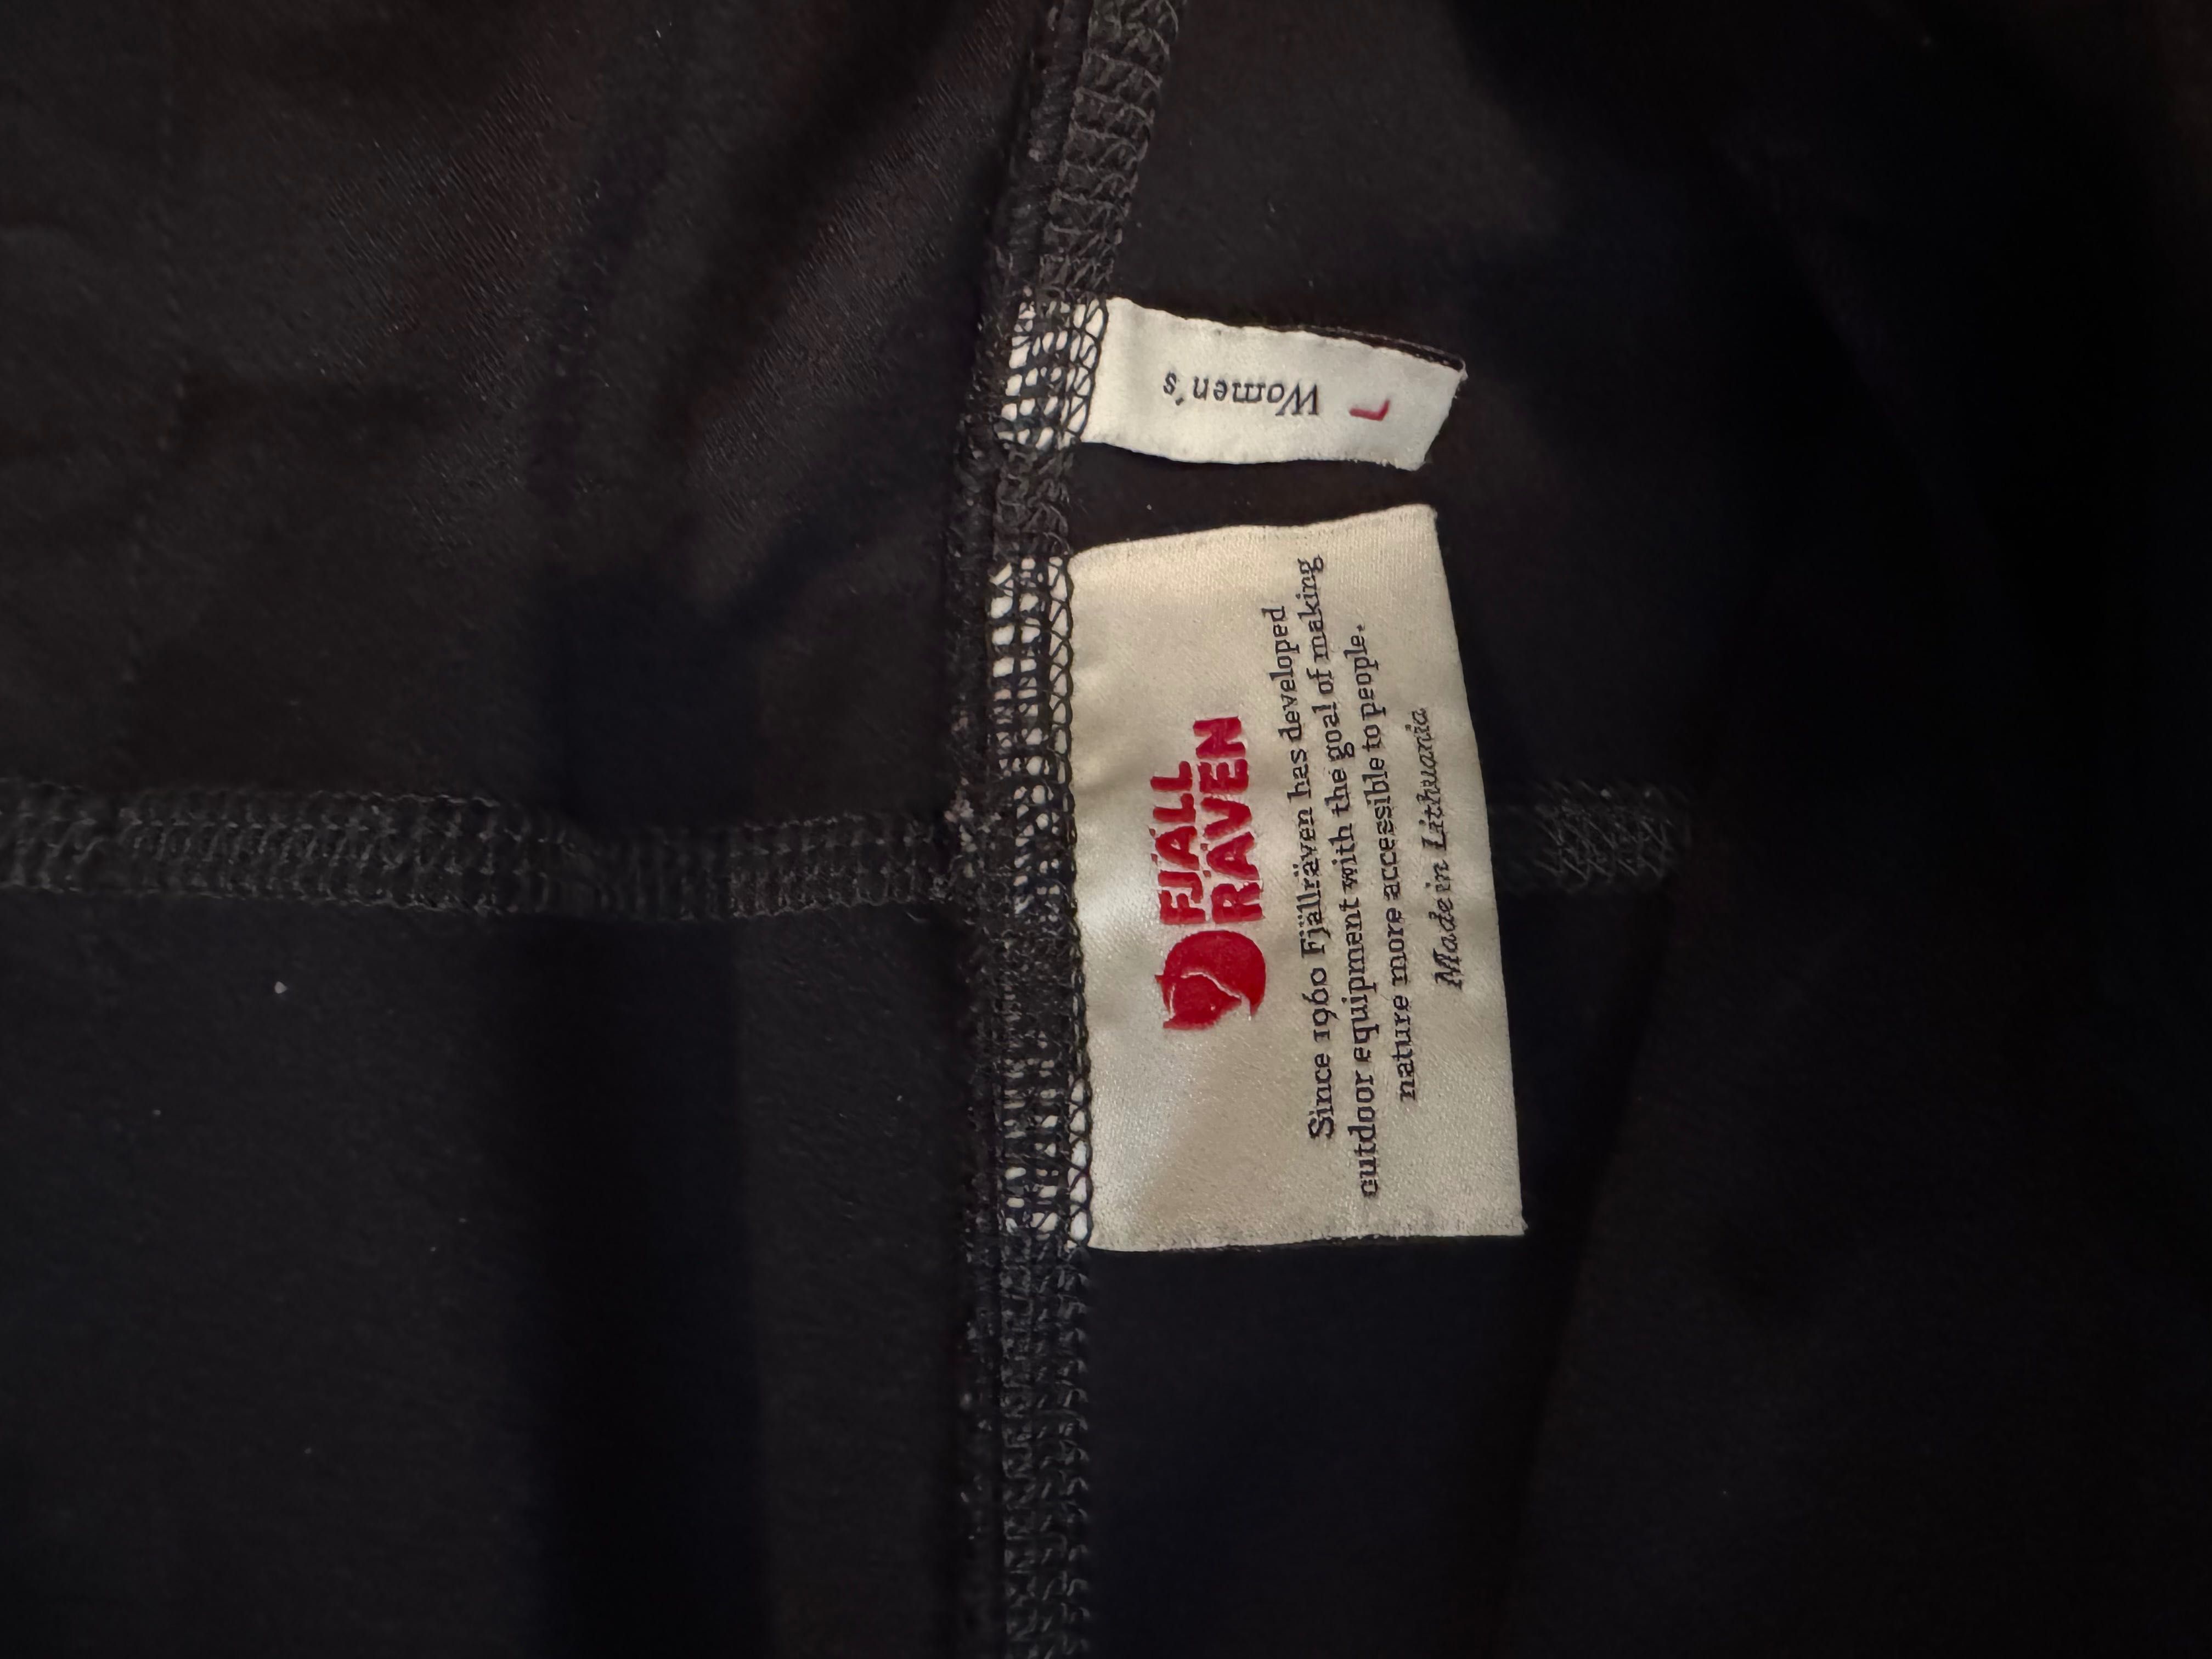 L
Women's
FJÄLL
RÄVEN
Since 1960 Fjällräven has developed
outdoor equipment with the goal of making
nature more accessible to people.
Made in Lithuania